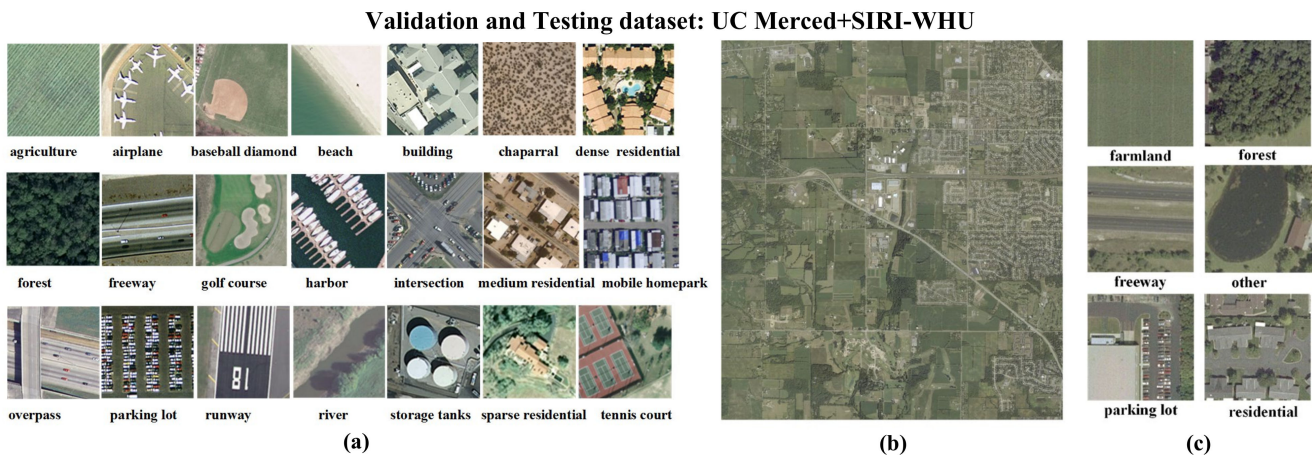 Validation and Testing dataset: UC Merced+SIRI-WHU
agriculture airplane baseball diamond beach building chaparral dense residential
forest freeway golf course harbor intersection medium residential mobile homepark
overpass parking lot runway river storage tanks sparse residential tennis court
(a)
(b)
farmland forest
freeway other
parking lot residential
(c)